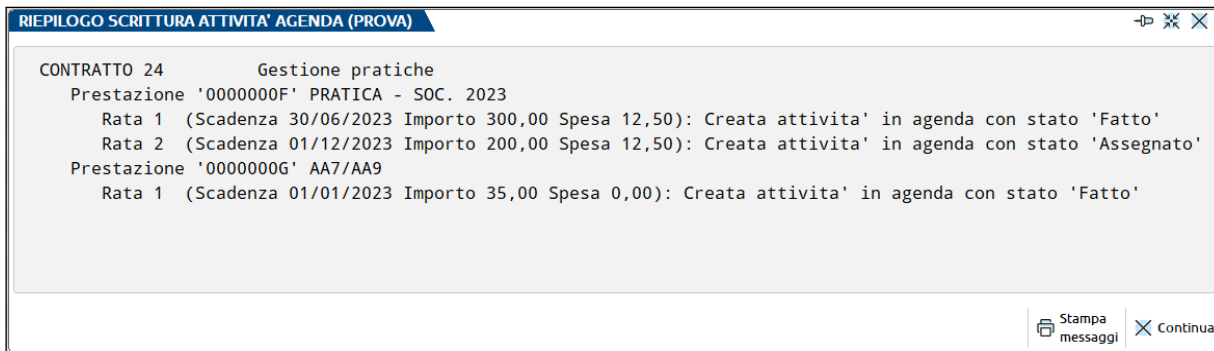 RIEPILOGO SCRITTURA ATTIVITA' AGENDA (PROVA)
CONTRATTO 24 Gestione pratiche
Prestazione '0000000F' PRATICA - SOC. 2023
Rata 1 (Scadenza 30/06/2023 Importo 300,00 Spesa 12,50): Creata attivita' in agenda con stato 'Fatto'
Rata 2 (Scadenza 01/12/2023 Importo 200,00 Spesa 12,50): Creata attivita' in agenda con stato 'Assegnato'
Prestazione '0000000G' AA7/AA9
Rata 1 (Scadenza 01/01/2023 Importo 35,00 Spesa 0,00): Creata attivita' in agenda con stato 'Fatto'
Stampa
messaggi
Continua